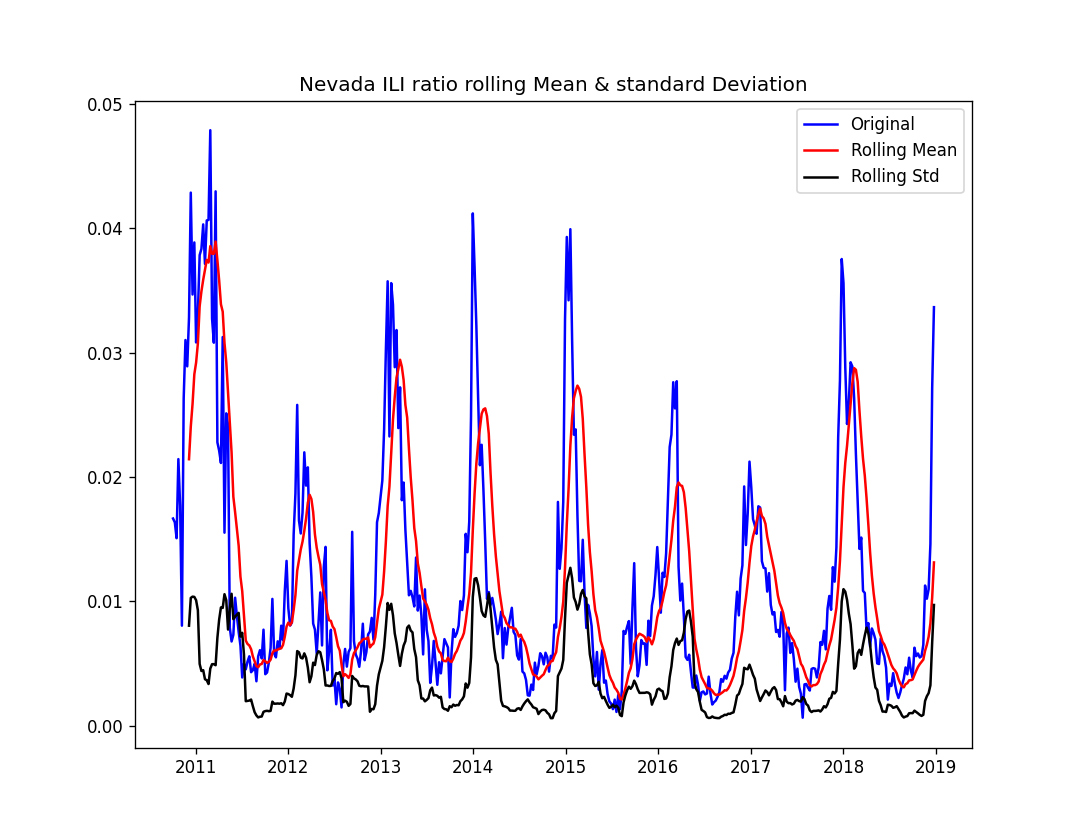 Nevada ILI ratio rolling Mean & standard Deviation
0.05
0.04
0.03
0.02
0.01
0.00
Original
Rolling Mean
Rolling Std
2011 2012 2013 2014 2015 2016 2017 2018 2019